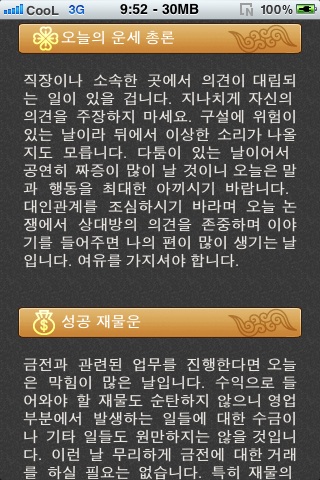 CooL 3G 9:52 - 30MB N 100%
오늘의 운세 총론
직장이나 소속한 곳에서 의견이 대립되
는 일이 있을 겁니다. 지나치게 자신의
의견을 주장하지 마세요. 구설에 위험이
있는 날이라 뒤에서 이상한 소리가 나올
지도 모릅니다. 다툼이 있는 날이어서
공연히 짜증이 많이 날 것이니 오늘은 말
과 행동을 최대한 아끼시기 바랍니다.
대인관계를 조심하시기 바라며 오늘 논
쟁에서 상대방의 의견을 존중하며 이야
기를 들어주면 나의 편이 많이 생기는 날
입니다. 여유를 가지셔야 합니다.
성공 재물운
금전과 관련된 업무를 진행한다면 오늘
은 막힘이 많은 날입니다. 수익으로 들
어와야 할 재물도 순탄하지 않으니 영업
부분에서 발생하는 일들에 대한 수금이
나 기타 일들도 원만하지는 않을 것입니
다. 이런 날 무리하게 금전에 대한 거래
를 하실 필요는 없습니다. 특히 재물의